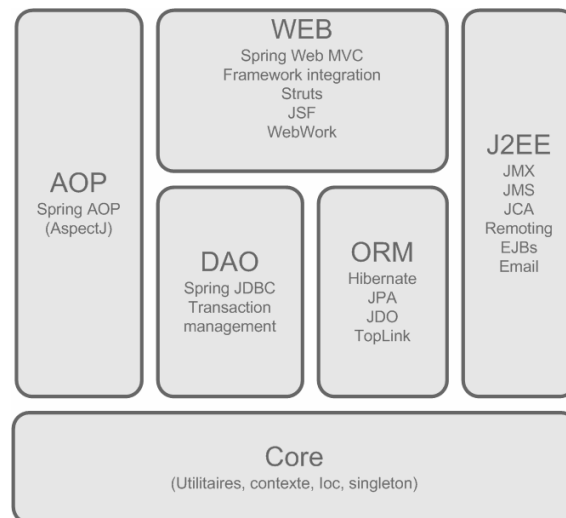 WEB
Spring Web MVC
Framework integration
Struts
JSF
WebWork
AOP
Spring AOP
(AspectJ)
DAO
Spring JDBC
Transaction
management
ORM
Hibernate
JPA
JDO
TopLink
J2EE
JMX
JMS
JCA
Remoting
EJBs
Email
Core
(Utilitaires, contexte, Ioc, singleton)